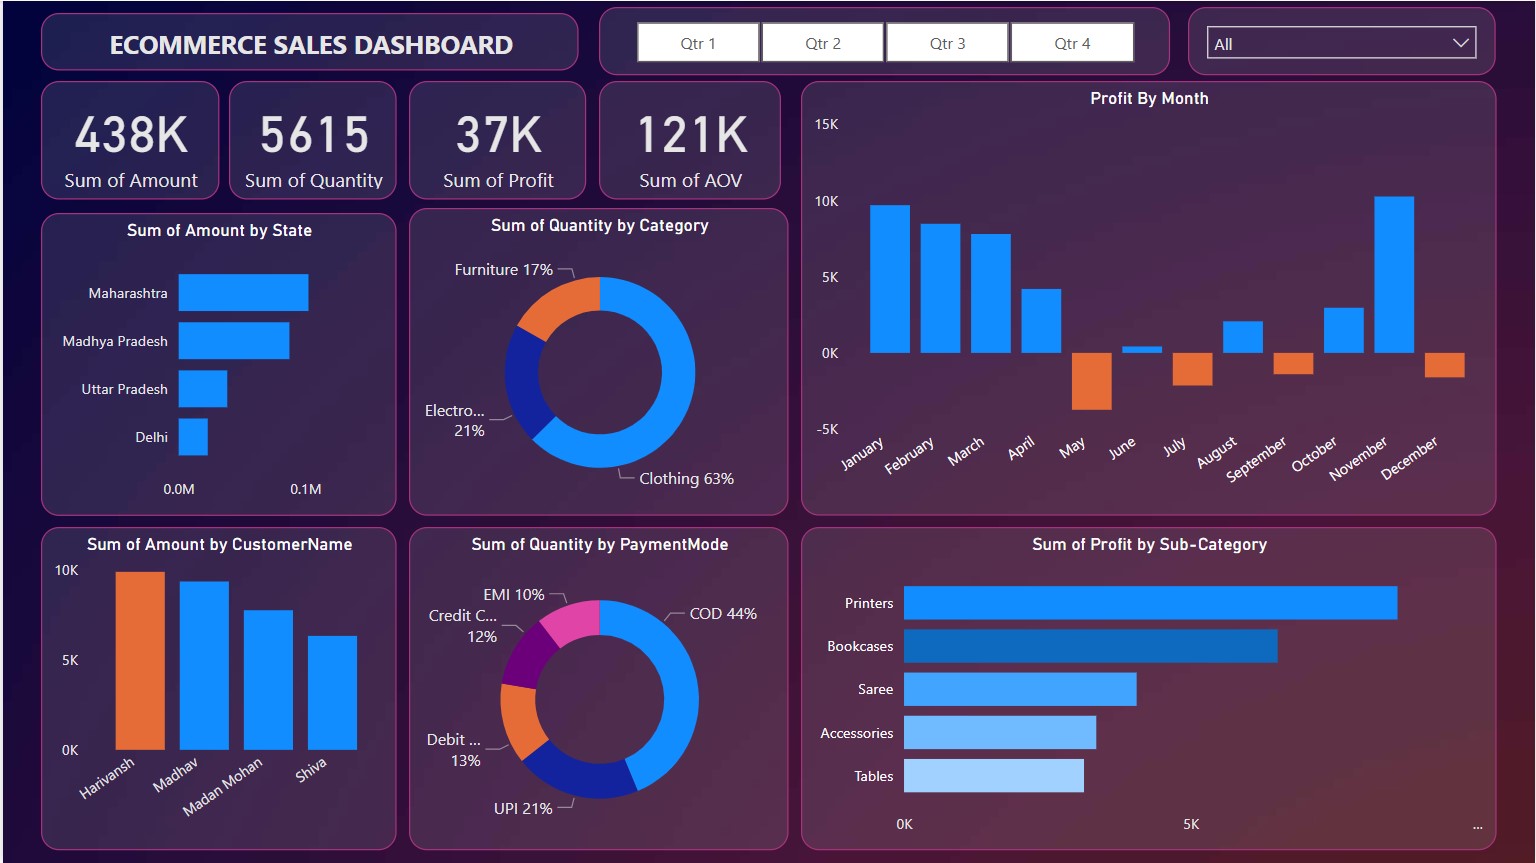 ECOMMERCE SALES DASHBOARD
Qtr 1
Qtr 2
Qtr 3
Qtr 4
All
438K
Sum of Amount
5615
Sum of Quantity
37K
Sum of Profit
121K
Sum of AOV
Profit By Month
15K
10K
5K
0K
-5K
January
February
March
April
May
June
July
August
September
October
November
December
Sum of Amount by State
Maharashtra
Madhya Pradesh
Uttar Pradesh
Delhi
0.0M
0.1M
Sum of Quantity by Category
Furniture 17%
Electro...
21%
Clothing 63%
Sum of Amount by CustomerName
10K
5K
0K
Harivansh
Madhav
Madan Mohan
Shiva
Sum of Quantity by PaymentMode
EMI 10%
Credit C...
12%
COD 44%
Debit ...
13%
UPI 21%
Sum of Profit by Sub-Category
Printers
Bookcases
Saree
Accessories
Tables
0K
5K
...